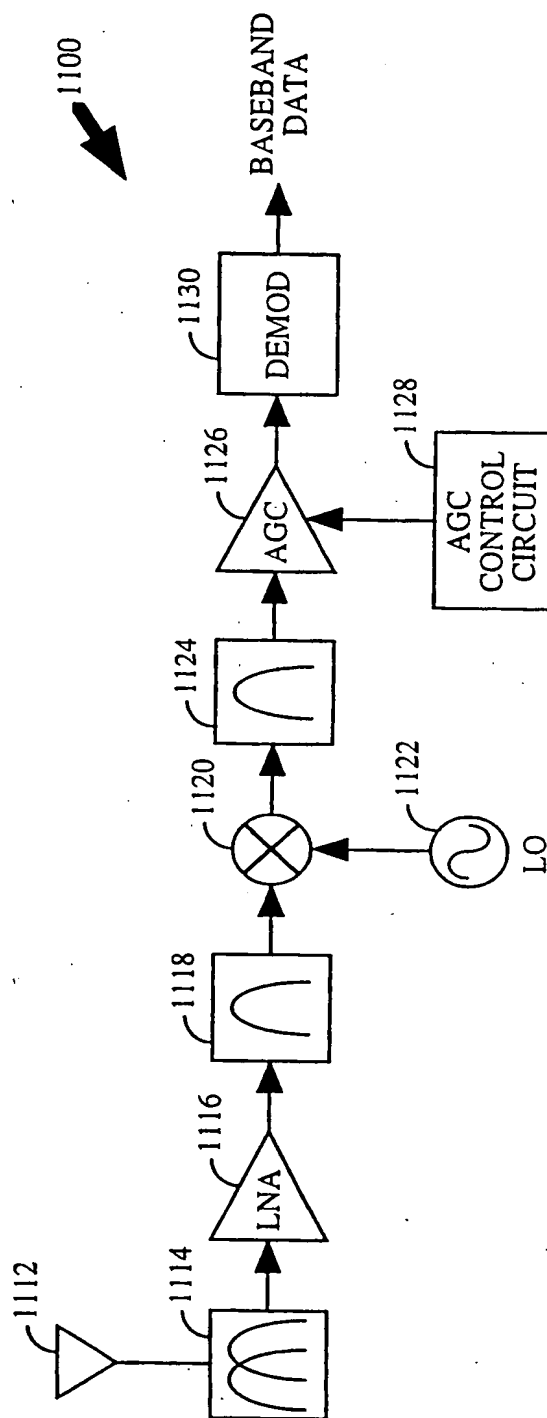 1100
1112
1114
1116
LNA
1118
1120
1122
LO
1124
1126
AGC
1128
AGC
CONTROL
CIRCUIT
1130
DEMOD
BASEBAND
DATA